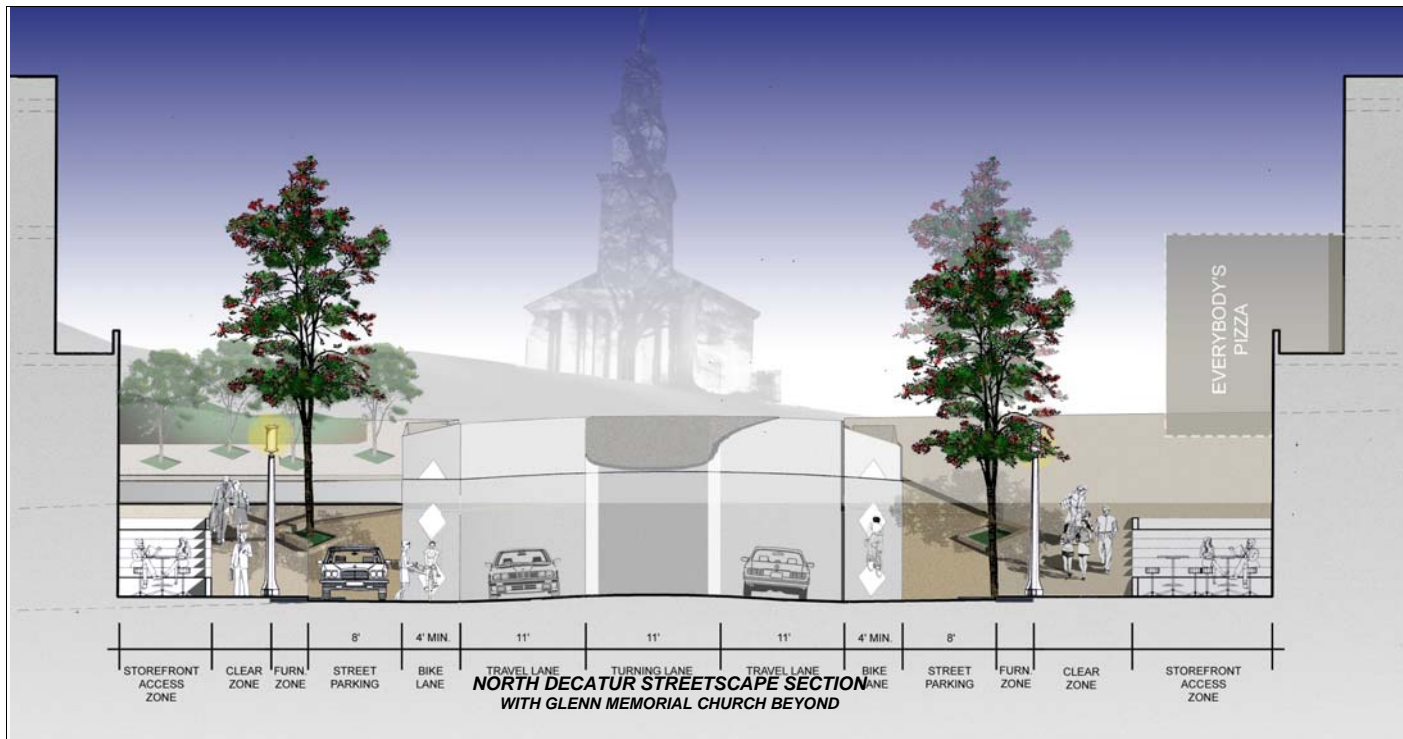 EVERYBODY'S
PIZZA
8'
4' MIN.
11'
11'
11'
4' MIN.
8'
STOREFRONT
ACCESS
ZONE
CLEAR
ZONE
FURN.
ZONE
STREET
PARKING
BIKE
LANE
TRAVEL LANE
TURNING LANE
TRAVEL LANE
BIKE
LANE
STREET
PARKING
FURN.
ZONE
CLEAR
ZONE
STOREFRONT
ACCESS
ZONE
NORTH DECATUR STREETSCAPE SECTION
WITH GLENN MEMORIAL CHURCH BEYOND